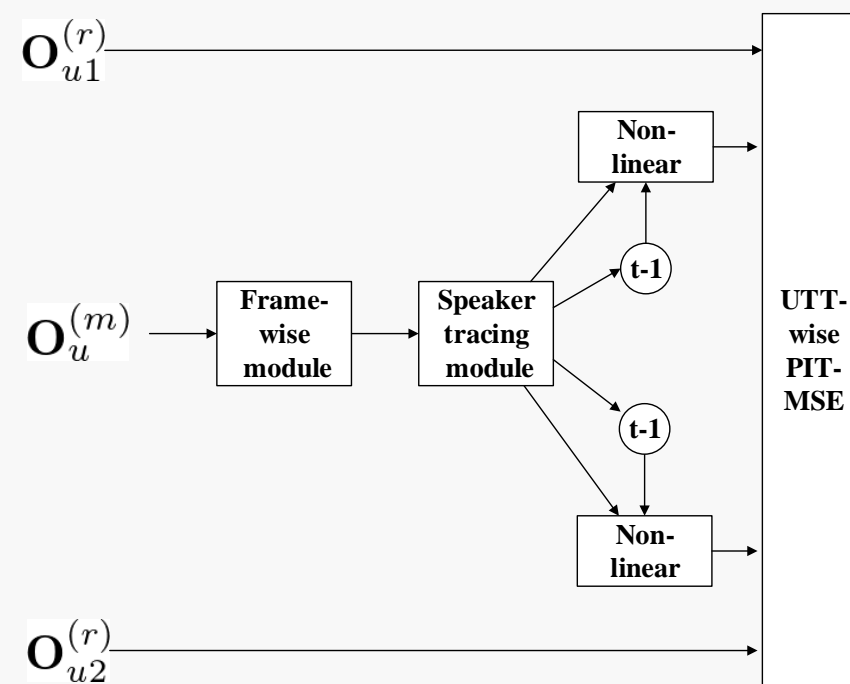 O_{u1}^{(r)}
Non-
linear
t-1
O_u^{(m)}
Frame-
wise
module
Speaker
tracing
module
UTT-
wise
PIT-
MSE
t-1
Non-
linear
O_{u2}^{(r)}